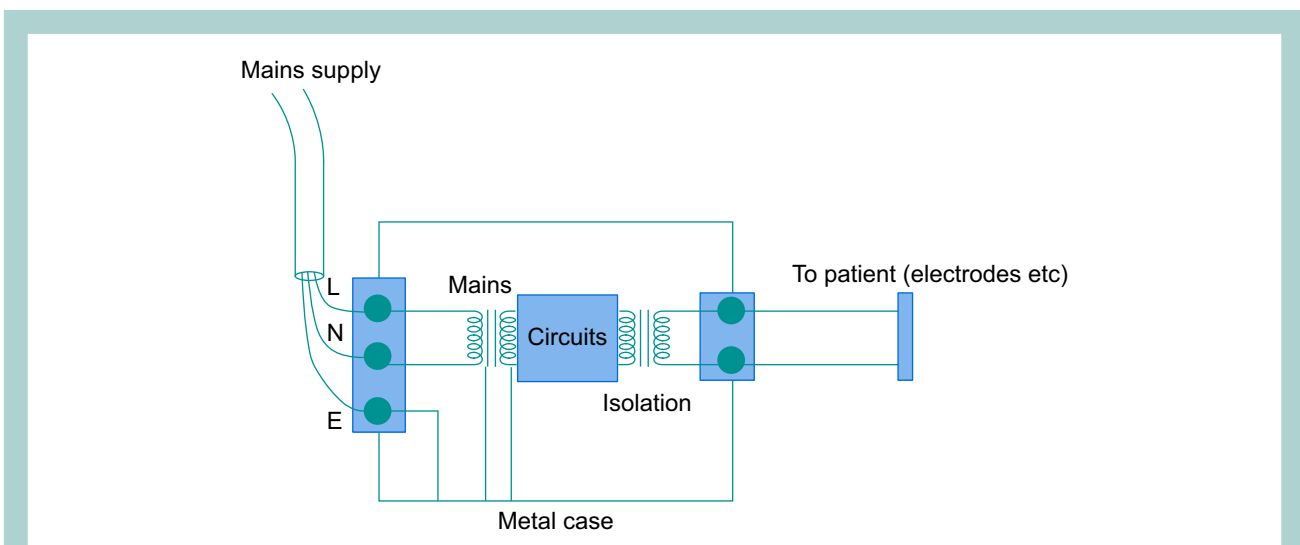 Mains supply
L
Mains
To patient (electrodes etc)
N
Circuits
Isolation
E
Metal case